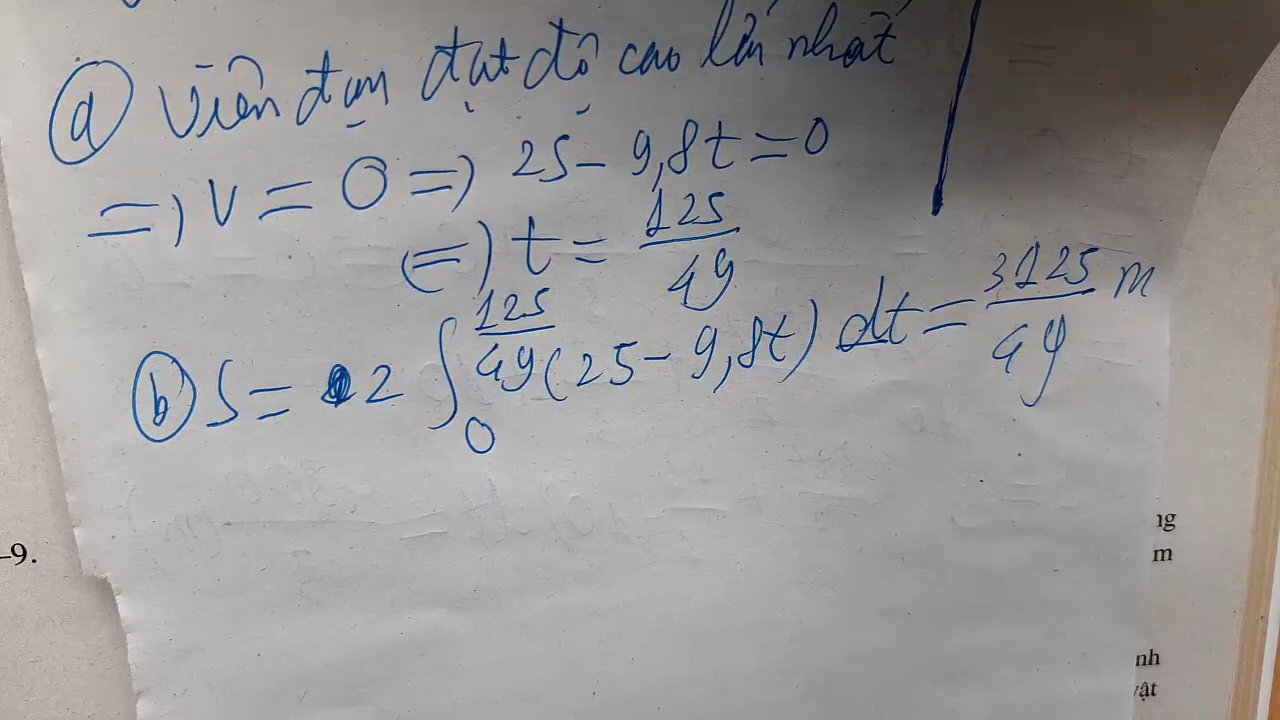 a) Viên đạn đạt độ cao lớn nhất
=> V = 0 => 25 - 9,8t = 0
(=) t = 125/49
b) S = 2 ∫₀^(125/49) (25 - 9,8t) dt = 3125/49 m
ng
-9.
m
nh
vật